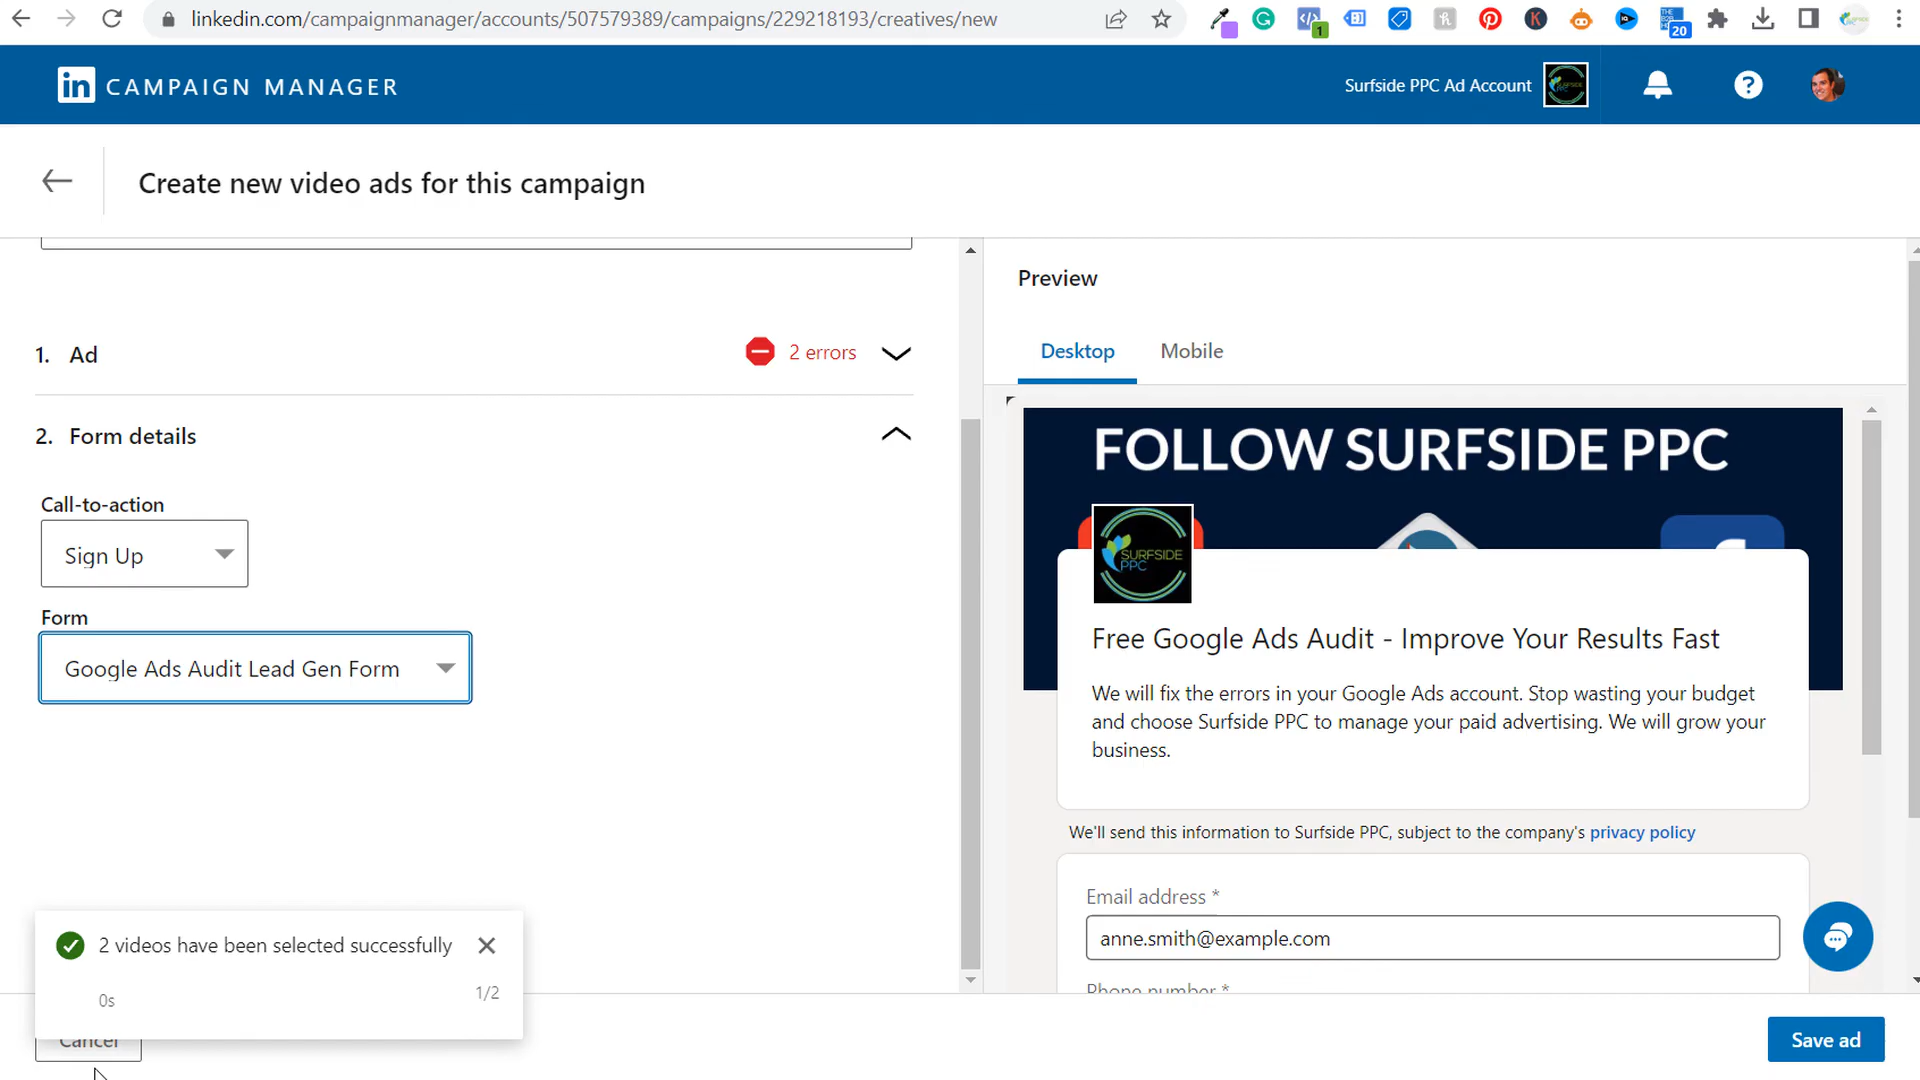 linkedin.com/campaignmanager/accounts/507579389/campaigns/229218193/creatives/new
1
20
in CAMPAIGN MANAGER
Surfside PPC Ad Account
Create new video ads for this campaign
1. Ad
2 errors
2. Form details
Call-to-action
Sign Up
Form
Google Ads Audit Lead Gen Form
2 videos have been selected successfully
0s
1/2
Cancel
Preview
Desktop
Mobile
FOLLOW SURFSIDE PPC
SURFSIDE
PPC
Free Google Ads Audit - Improve Your Results Fast
We will fix the errors in your Google Ads account. Stop wasting your budget
and choose Surfside PPC to manage your paid advertising. We will grow your
business.
We'll send this information to Surfside PPC, subject to the company's privacy policy
Email address *
anne.smith@example.com
Phone number *
Save ad